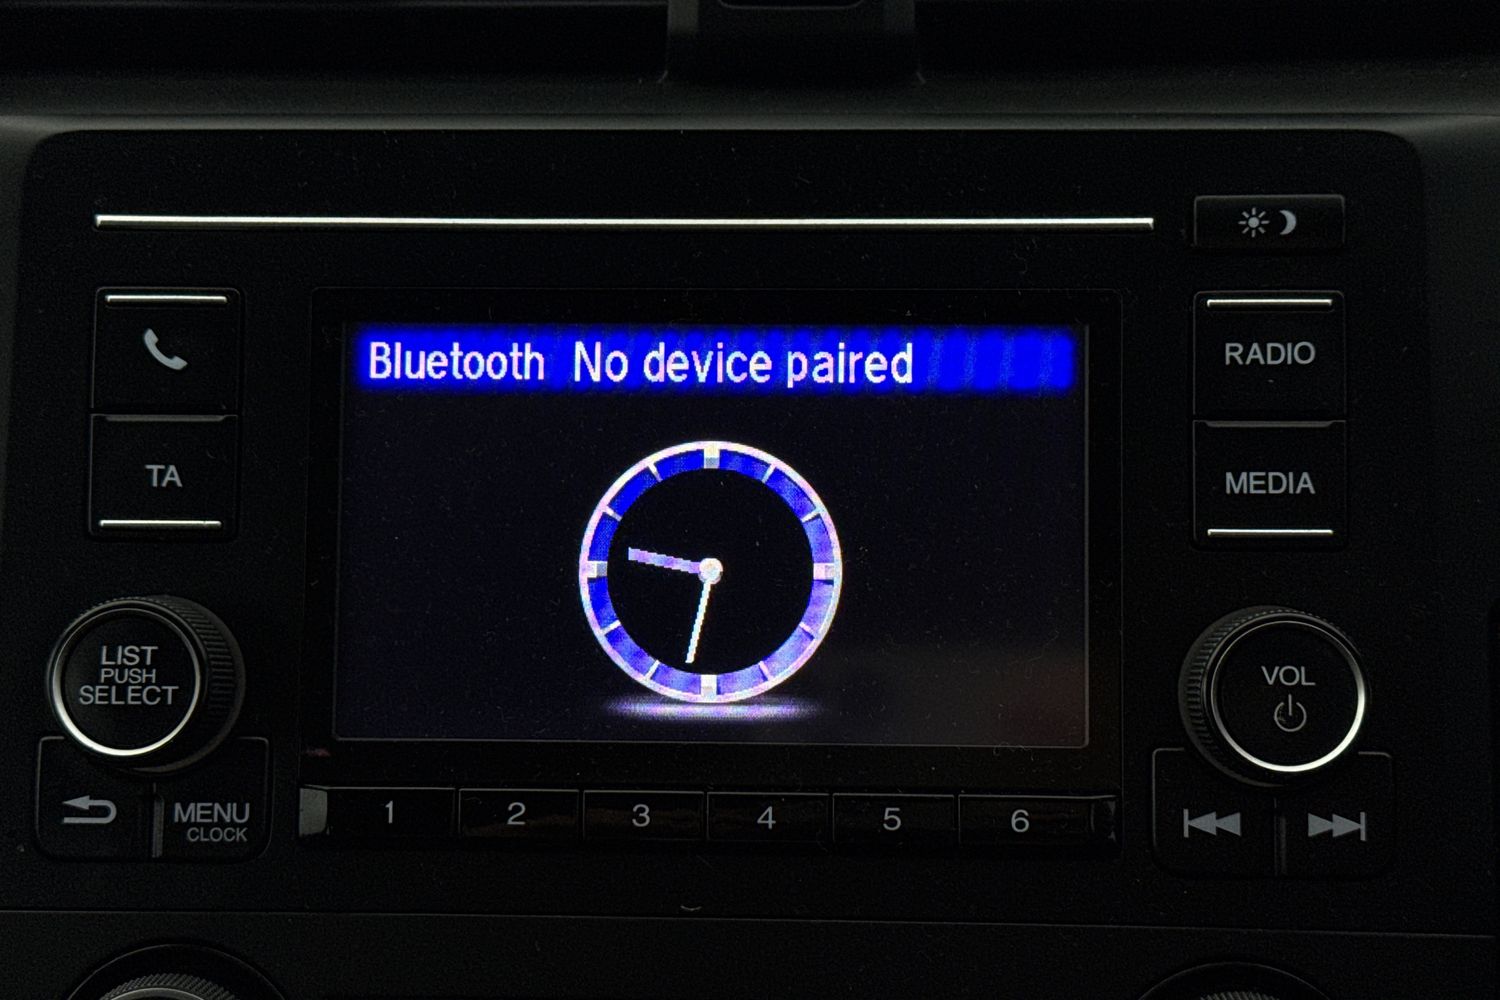 Bluetooth No device paired
TA
RADIO
MEDIA
LIST
PUSH
SELECT
VOL
MENU
CLOCK
1 2 3 4 5 6